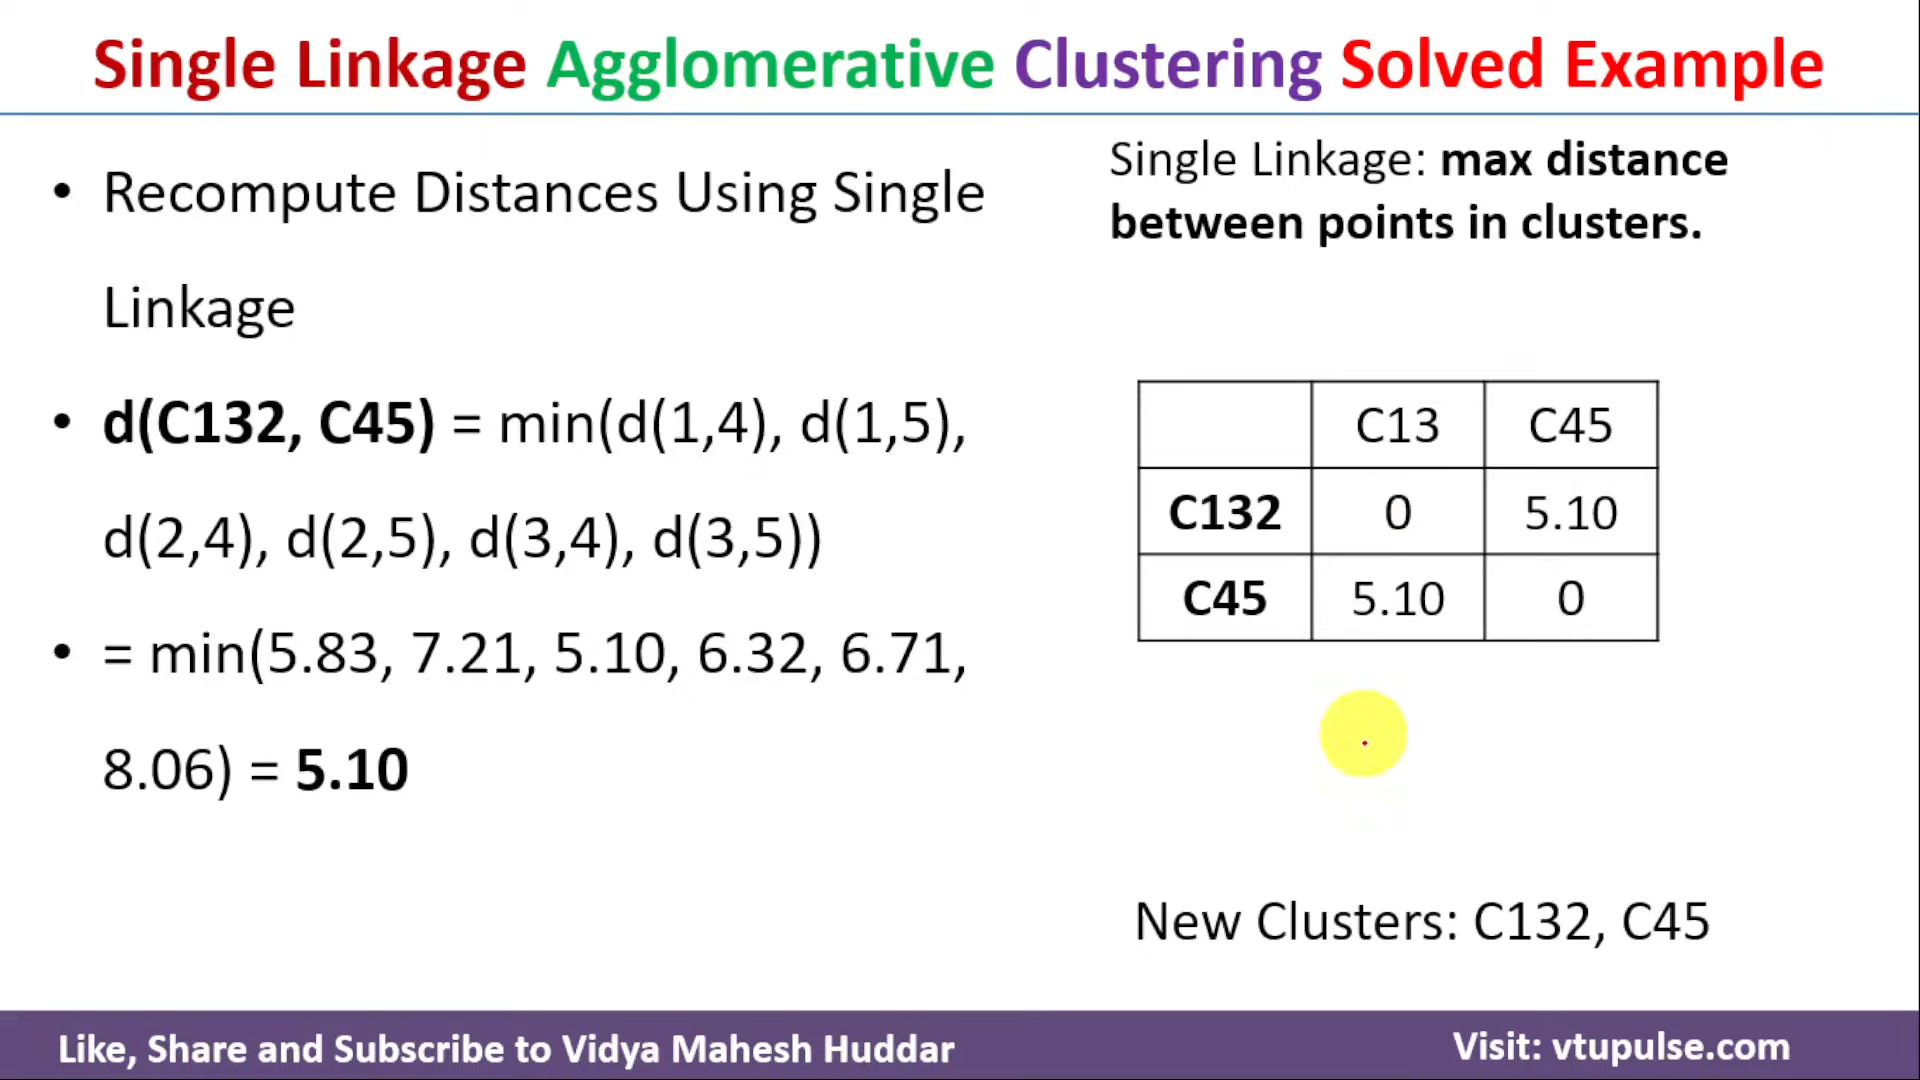 Single Linkage Agglomerative Clustering Solved Example
• Recompute Distances Using Single
Linkage
• d(C132, C45) = min(d(1,4), d(1,5),
d(2,4), d(2,5), d(3,4), d(3,5))
• = min(5.83, 7.21, 5.10, 6.32, 6.71,
8.06) = 5.10
Single Linkage: max distance
between points in clusters.
C13 C45
C132 0 5.10
C45 5.10 0
New Clusters: C132, C45
Like, Share and Subscribe to Vidya Mahesh Huddar
Visit: vtupulse.com